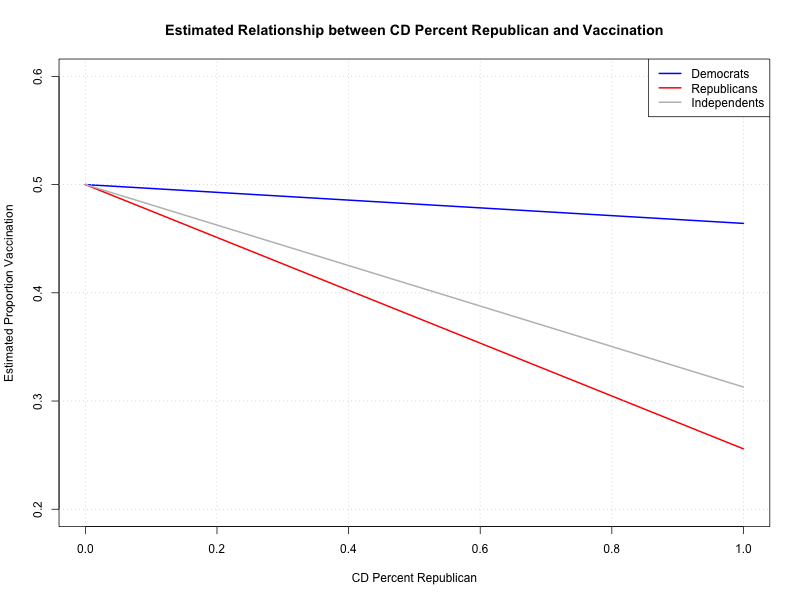 Estimated Relationship between CD Percent Republican and Vaccination
Democrats
Republicans
Independents
Estimated Proportion Vaccination
0.6
0.5
0.4
0.3
0.2
0.0 0.2 0.4 0.6 0.8 1.0
CD Percent Republican